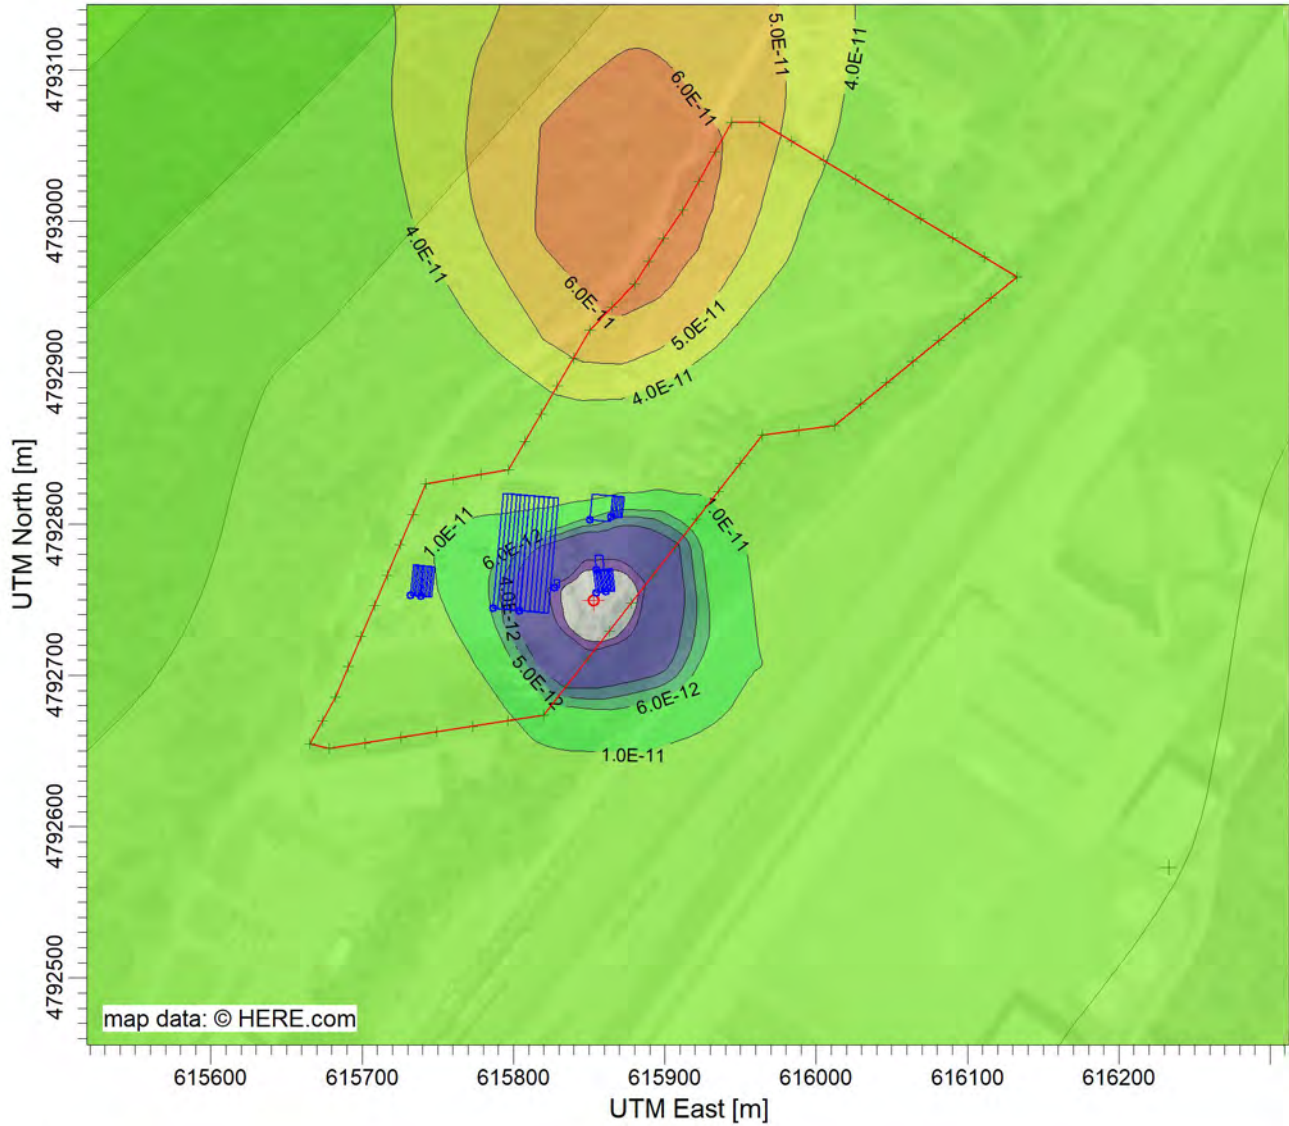 5.0E-11
4.0E-11
6.0E-11
4.0E-11
6.0E-11
5.0E-11
4.0E-11
1.0E-11
1.0E-11
6.0E-12
4.0E-12
5.0E-12
6.0E-12
1.0E-11
4793100
4793000
4792900
4792800
4792700
4792600
4792500
UTM North [m]
map data: © HERE.com
615600 615700 615800 615900 616000 616100 616200
UTM East [m]